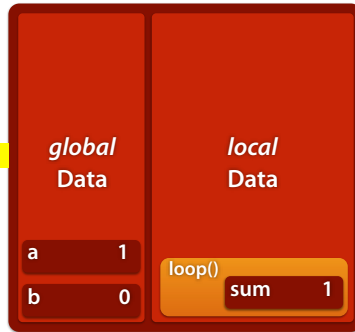 global
Data
a 1
b 0
local
Data
loop()
sum 1